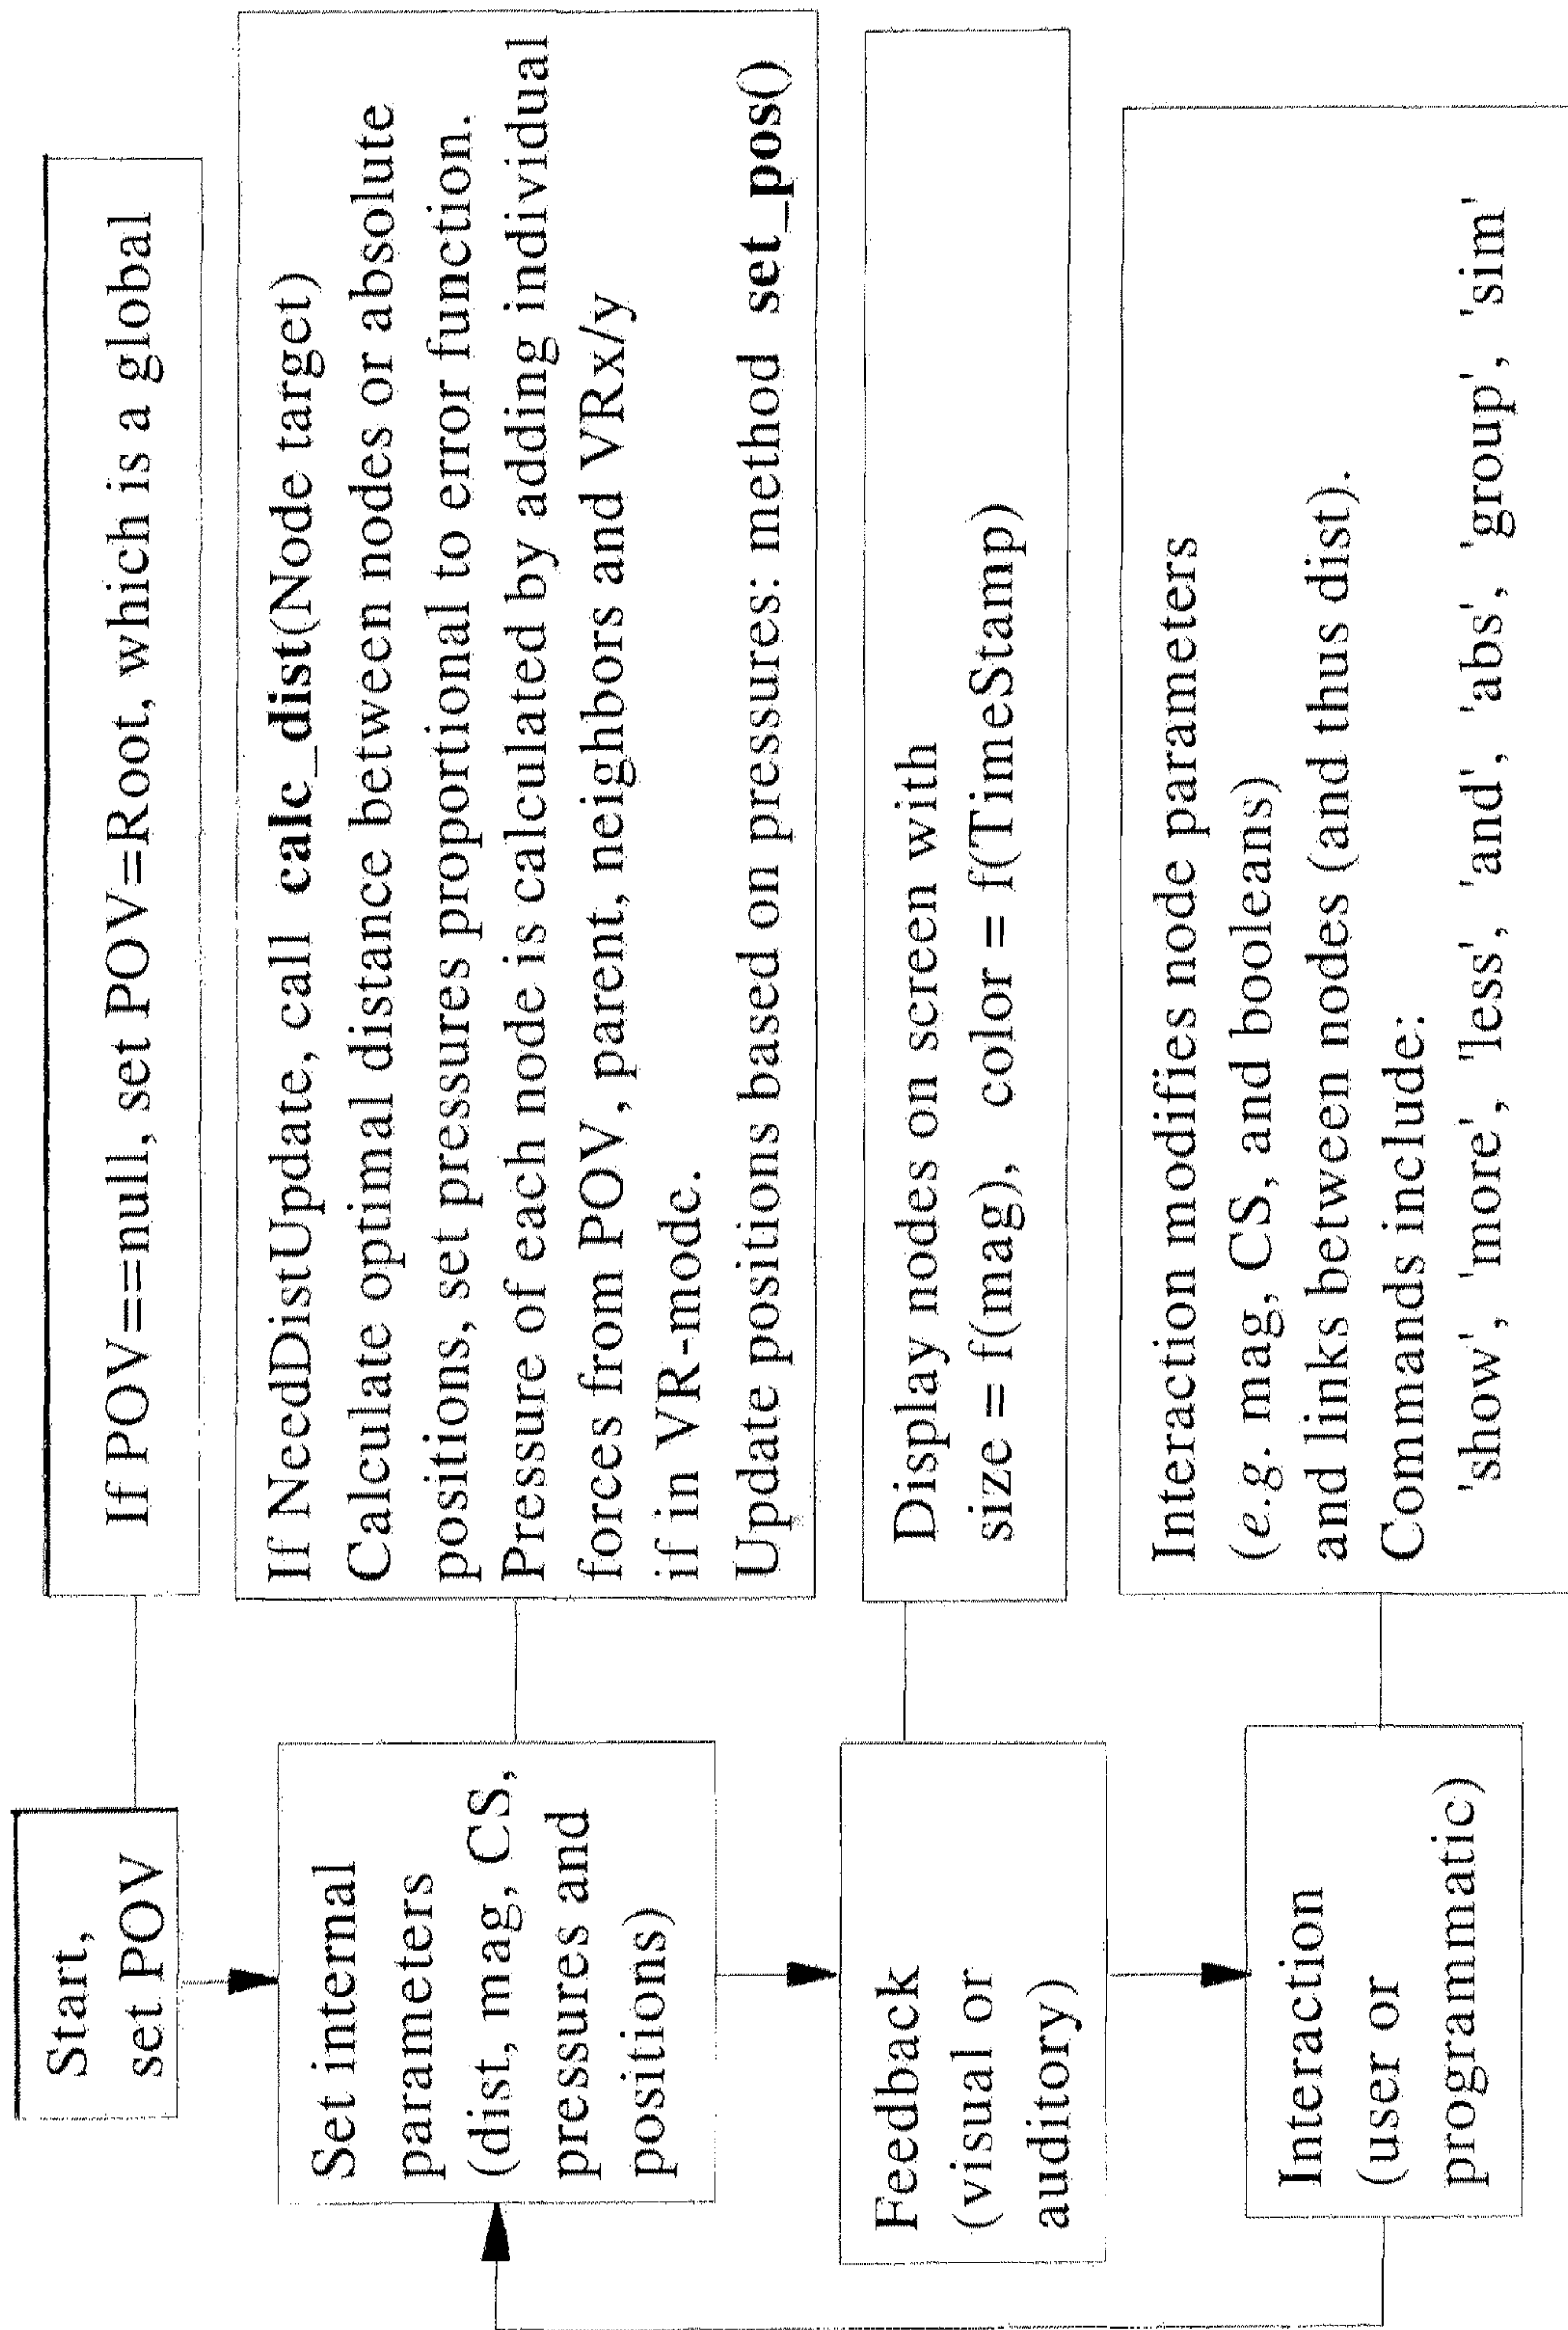 Start,
set POV
If POV==null, set POV=Root, which is a global
Set internal
parameters
(dist, mag, CS,
pressures and
positions)
If NeedDistUpdate, call calc_dist(Node target)
Calculate optimal distance between nodes or absolute
positions, set pressures proportional to error function.
Pressure of each node is calculated by adding individual
forces from POV, parent, neighbors and VRx/y
if in VR-mode.
Update positions based on pressures: method set_pos()
Feedback
(visual or
auditory)
Display nodes on screen with
size = f(mag), color = f(TimeStamp)
Interaction
(user or
programmatic)
Interaction modifies node parameters
(e.g. mag, CS, and booleans)
and links between nodes (and thus dist).
Commands include:
'show', 'more', 'less', 'and', 'abs', 'group', 'sim'